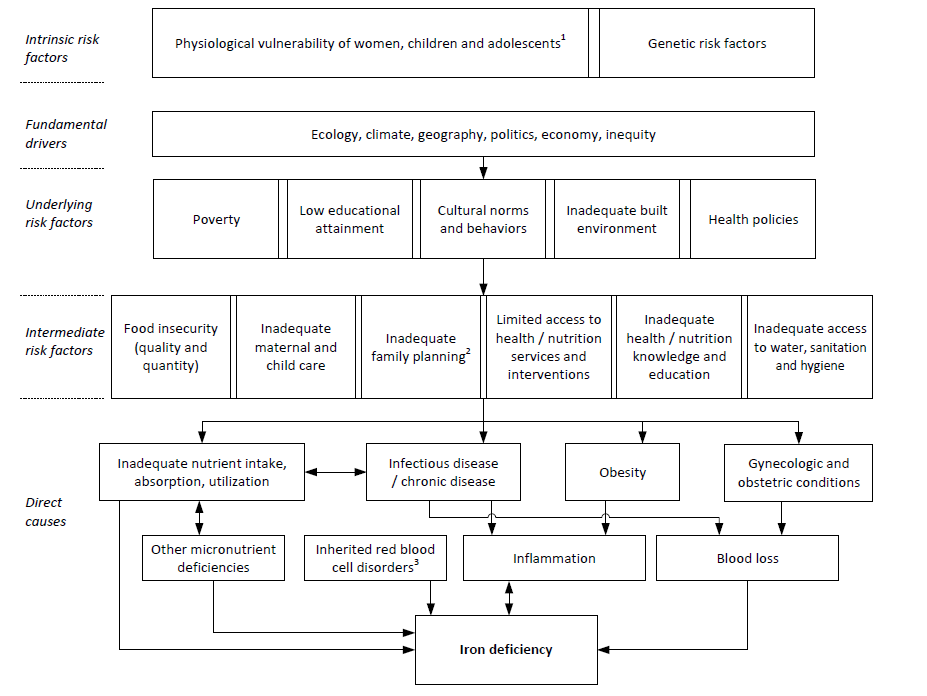 Intrinsic risk
factors
Physiological vulnerability of women, children and adolescents¹
Genetic risk factors
Fundamental
drivers
Ecology, climate, geography, politics, economy, inequity
Underlying
risk factors
Poverty
Low educational
attainment
Cultural norms
and behaviors
Inadequate built
environment
Health policies
Intermediate
risk factors
Food insecurity
(quality and
quantity)
Inadequate
maternal and
child care
Inadequate
family planning²
Limited access to
health / nutrition
services and
interventions
Inadequate
health / nutrition
knowledge and
education
Inadequate access
to water, sanitation
and hygiene
Direct
causes
Inadequate nutrient intake,
absorption, utilization
Infectious disease
/ chronic disease
Obesity
Gynecologic and
obstetric conditions
Other micronutrient
deficiencies
Inherited red blood
cell disorders³
Inflammation
Blood loss
Iron deficiency